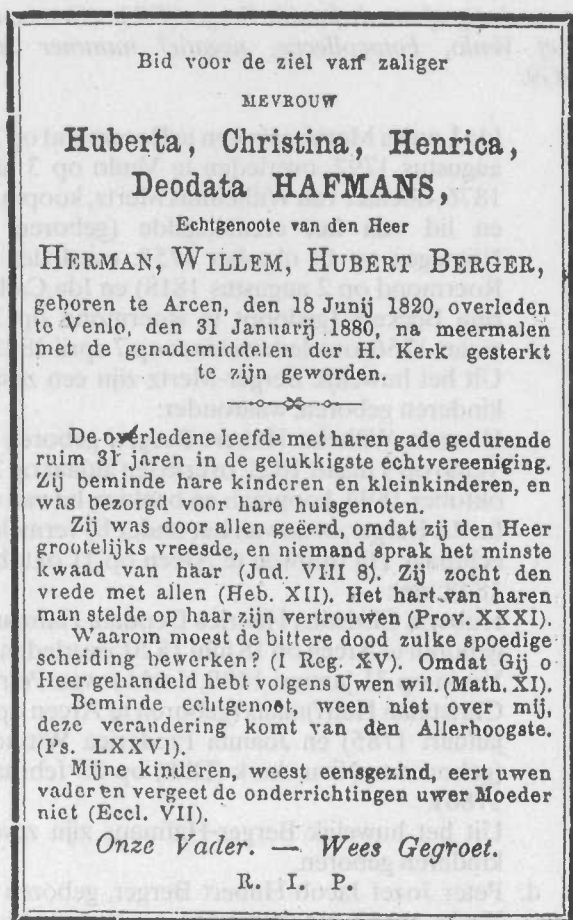 Bid voor de ziel van zaliger
MEVROUW
Huberta, Christina, Henrica,
Deodata HAFMANS,
Echtgenoote van den Heer
HERMAN, WILLEM, HUBERT BERGER,
geboren te Arcen, den 18 Junij 1820, overleden
te Venlo, den 31 Januarij 1880, na meermalen
met de genademiddelen der H. Kerk gesterkt
te zijn geworden.
De overledene leefde met haren gade gedurende
ruim 31 jaren in de gelukkigste echtvereeniging.
Zij beminde hare kinderen en kleinkinderen, en
was bezorgd voor hare huisgenoten.
Zij was door allen geëerd, omdat zij den Heer
grootelijks vreesde, en niemand sprak het minste
kwaad van haar (Jud. VIII 8). Zij zocht den
vrede met allen (Heb. XII). Het hart van haren
man stelde op haar zijn vertrouwen (Prov. XXXI).
Waarom moest de bittere dood zulke spoedige
scheiding bewerken? (I Reg. XV). Omdat Gij o
Heer gehandeld hebt volgens Uwen wil. (Math. XI).
Beminde echtgenoot, ween niet over mij,
deze verandering komt van den Allerhoogste.
(Ps. LXXVI).
Mijne kinderen, weest eensgezind, eert uwen
vader en vergeet de onderrichtingen uwer Moeder
niet (Eccl. VII).
Onze Vader. — Wees Gegroet.
R. I. P.